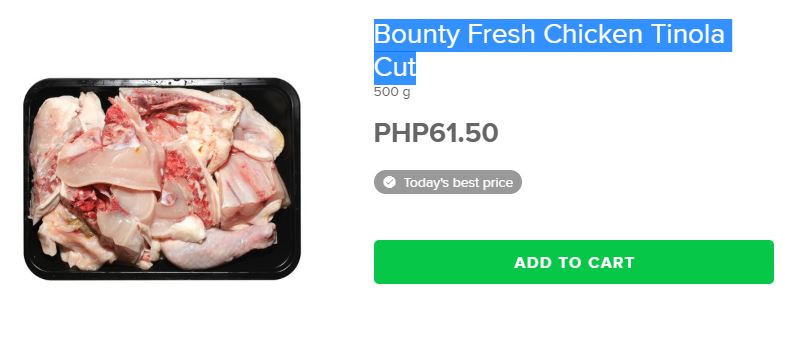 Bounty Fresh Chicken Tinola
Cut
500 g
PHP61.50
Today's best price
ADD TO CART